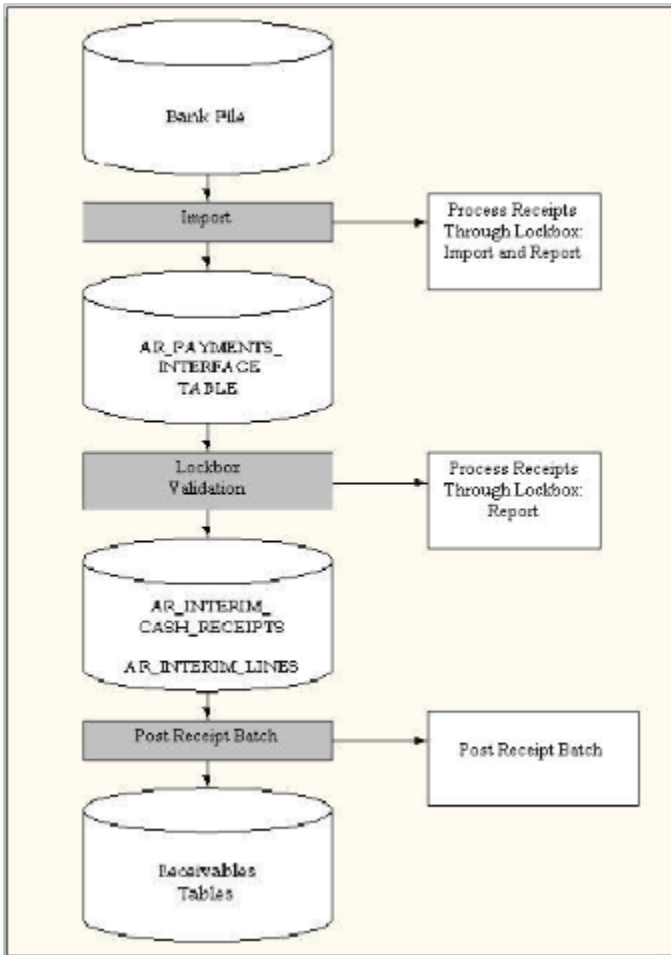 Bank File
Import
Process Receipts
Through Lockbox:
Import and Report
AR_PAYMENTS_
INTERFACE
TABLE
Lockbox
Validation
Process Receipts
Through Lockbox:
Report
AR_INTERIM_
CASH_RECEIPTS
AR_INTERIM_LINES
Post Receipt Batch
Post Receipt Batch
Receivables
Tables